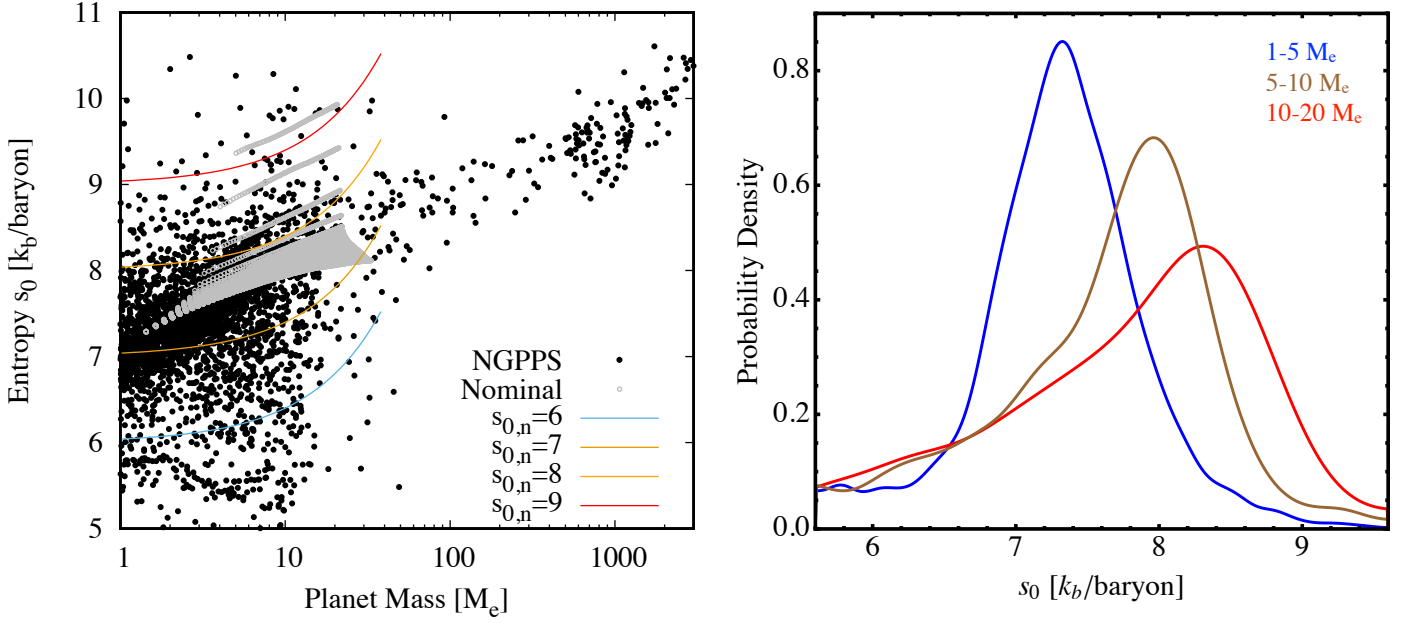 11
10
9
8
7
6
5
Entropy s₀ [k_b/baryon]
NGPPS
Nominal
s₀,ₙ=6
s₀,ₙ=7
s₀,ₙ=8
s₀,ₙ=9
1 10 100 1000
Planet Mass [Mₑ]
1-5 Mₑ
5-10 Mₑ
10-20 Mₑ
0.8
0.6
0.4
0.2
0.0
Probability Density
6 7 8 9
s₀ [k_b/baryon]